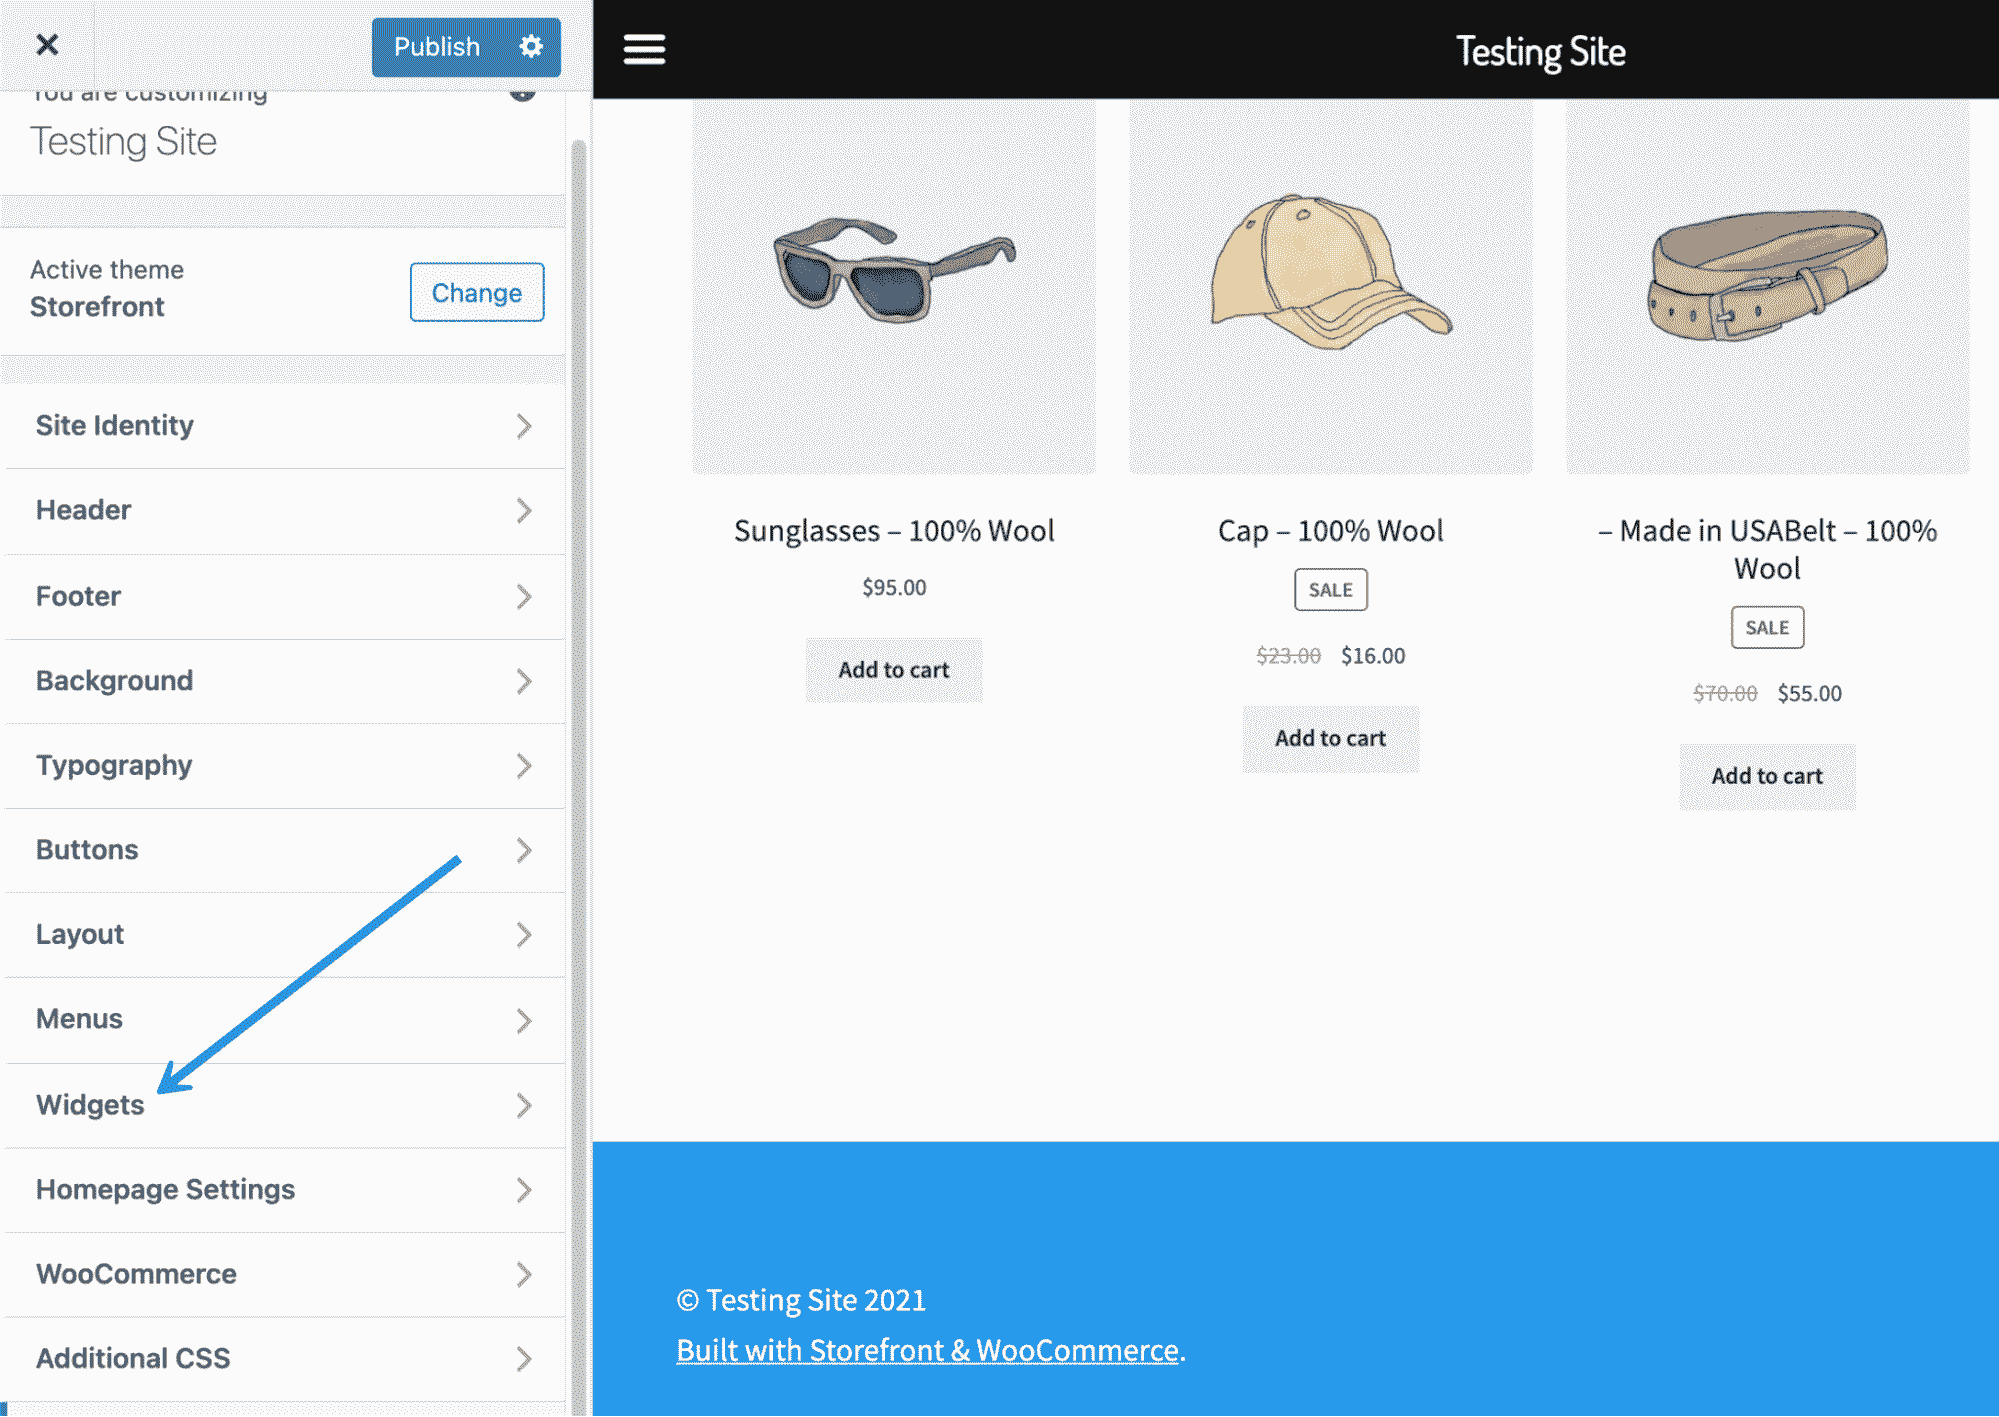 Publish
You are customizing
Testing Site
Active theme
Storefront
Change
Site Identity
Header
Footer
Background
Typography
Buttons
Layout
Menus
Widgets
Homepage Settings
WooCommerce
Additional CSS
Testing Site
Sunglasses – 100% Wool
$95.00
Add to cart
Cap – 100% Wool
SALE
$23.00 $16.00
Add to cart
– Made in USABelt – 100%
Wool
SALE
$70.00 $55.00
Add to cart
© Testing Site 2021
Built with Storefront & WooCommerce.